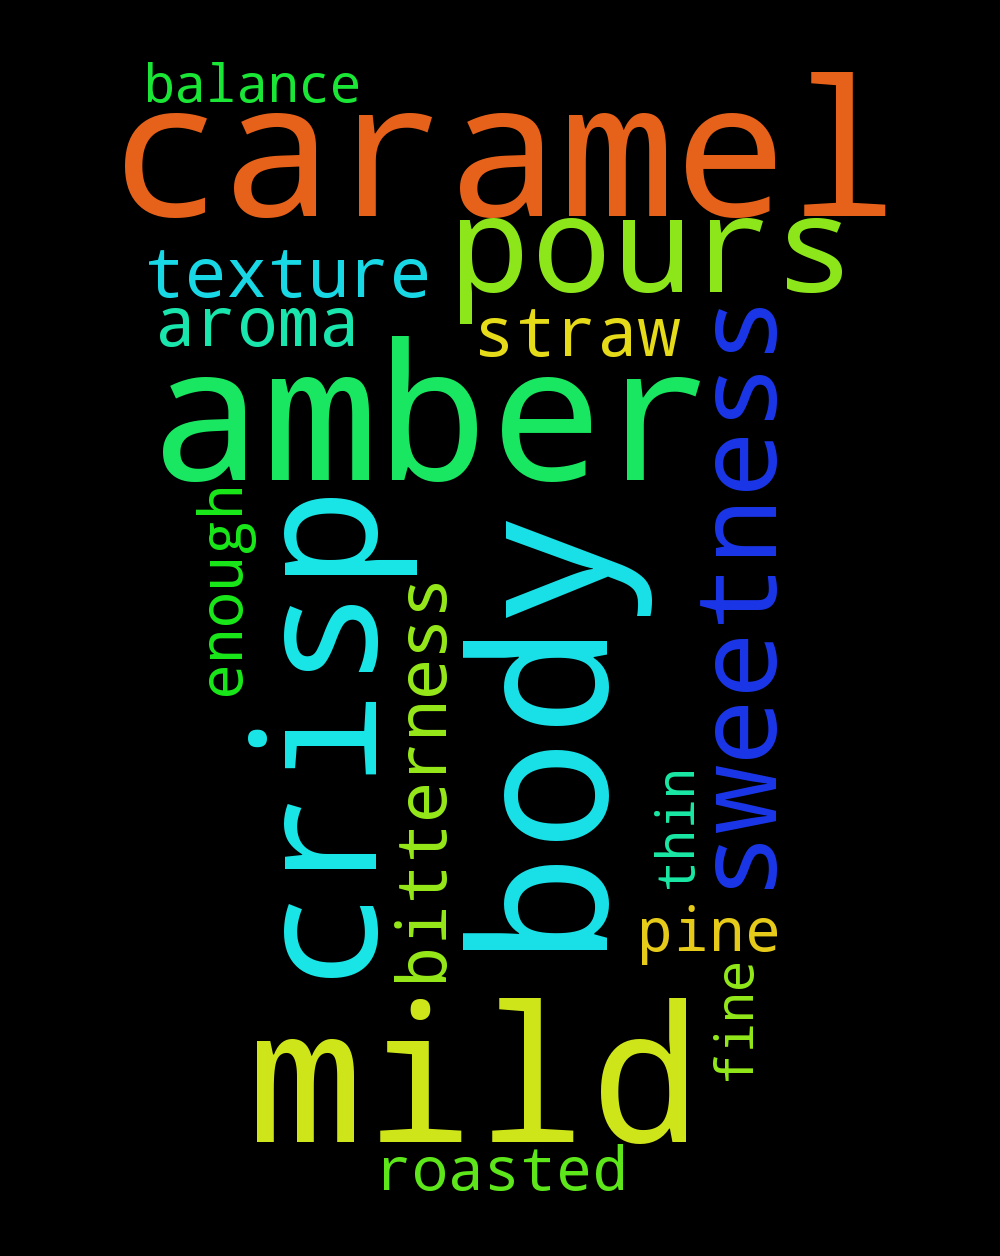 balance
caramel
pours
texture
aroma
straw
amber
sweetness
enough
crisp
body
bitterness
thin
pine
fine
mild
roasted